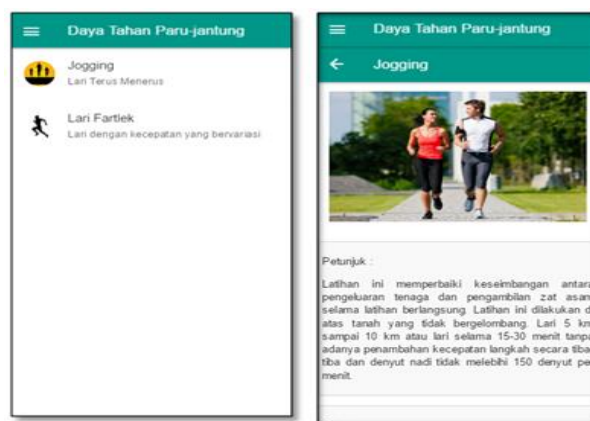 Daya Tahan Paru-jantung
Jogging
Lari Terus Menerus
Lari Fartlek
Lari dengan kecepatan yang bervariasi
Daya Tahan Paru-jantung
Jogging
Petunjuk :
Latihan ini memperbaiki keseimbangan antara
pengeluaran tenaga dan pengambilan zat asam
selama latihan berlangsung. Latihan ini dilakukan d
atas tanah yang tidak bergelombang. Lari 5 km
sampai 10 km atau lari selama 15-30 menit tanpa
adanya penambahan kecepatan langkah secara tiba
tiba dan denyut nadi tidak melebihi 150 denyut pe
menit.